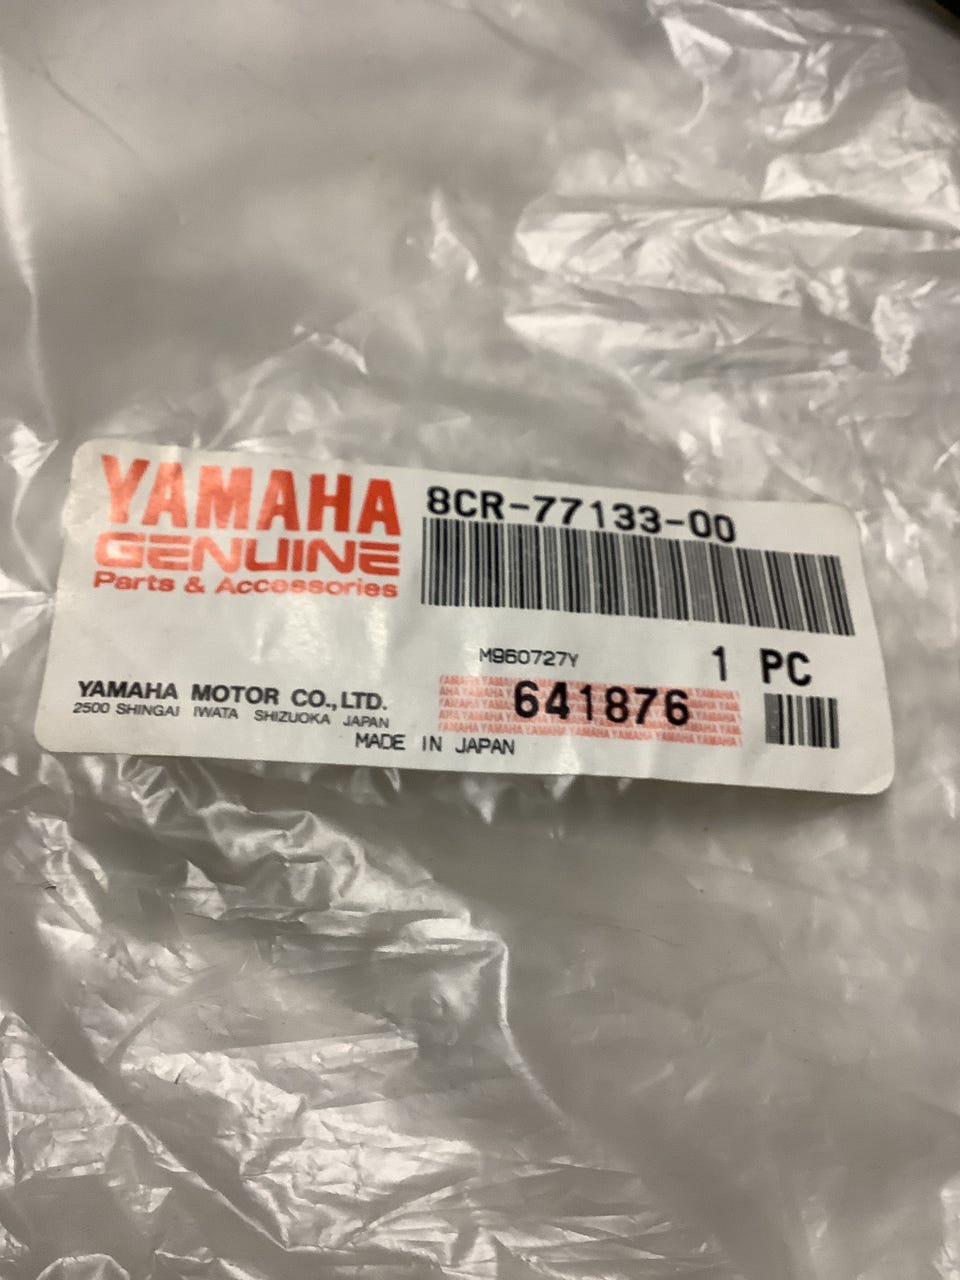 YAMAHA
GENUINE
Parts & Accessories
8CR-77133-00
M960727Y
1 PC
641876
YAMAHA MOTOR CO.,LTD.
2500 SHINGAI IWATA SHIZUOKA JAPAN
MADE IN JAPAN